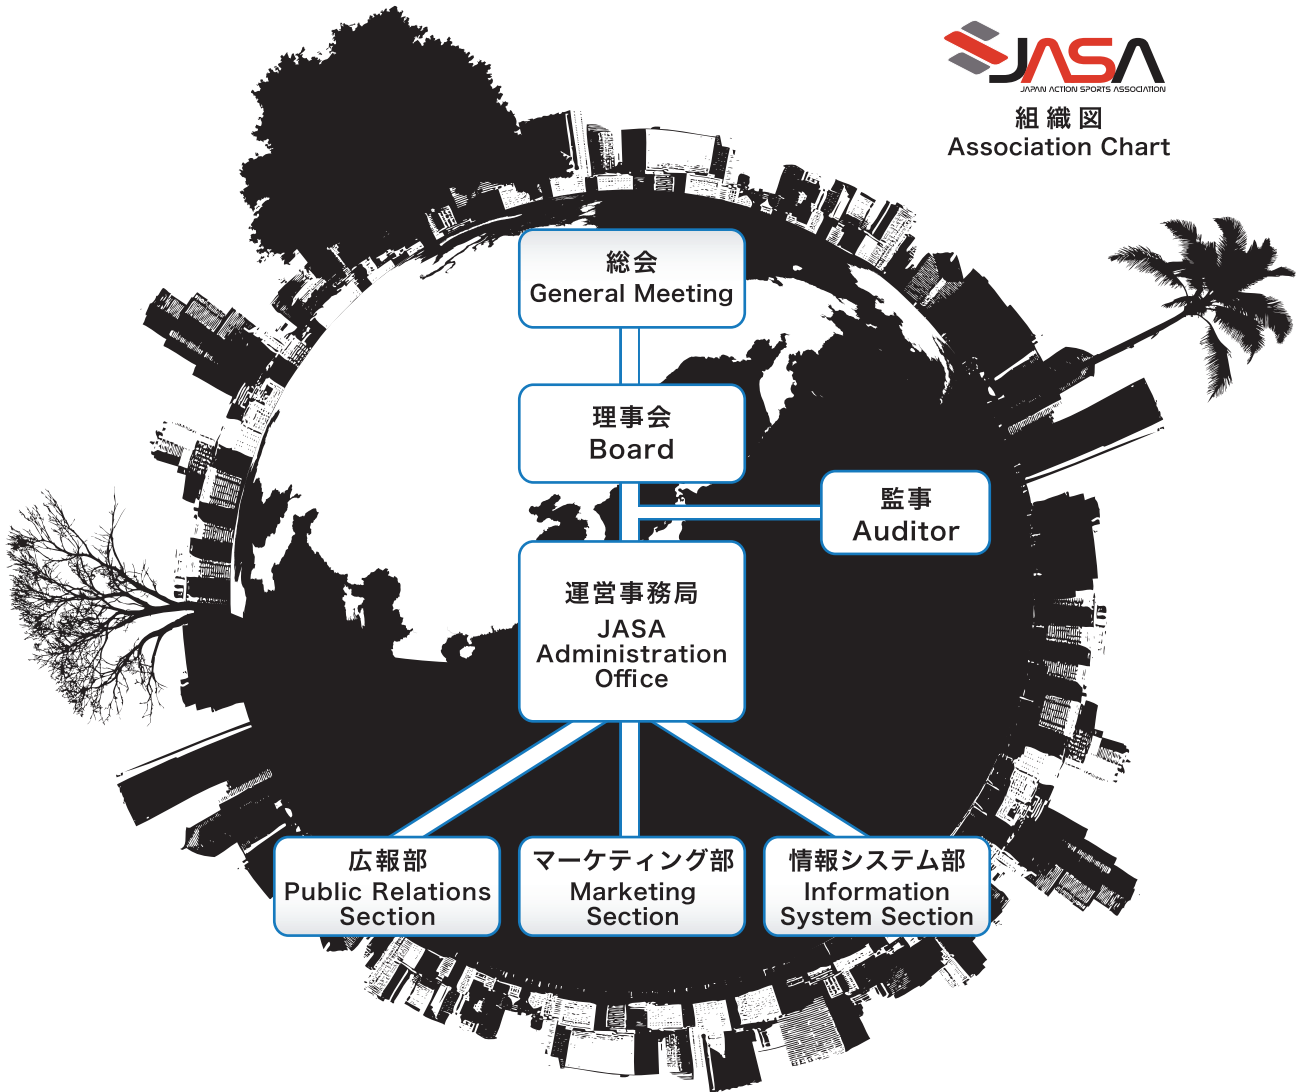 JASA
JAPAN ACTION SPORTS ASSOCIATION
組織図
Association Chart
総会
General Meeting
理事会
Board
監事
Auditor
運営事務局
JASA
Administration
Office
広報部
Public Relations
Section
マーケティング部
Marketing
Section
情報システム部
Information
System Section